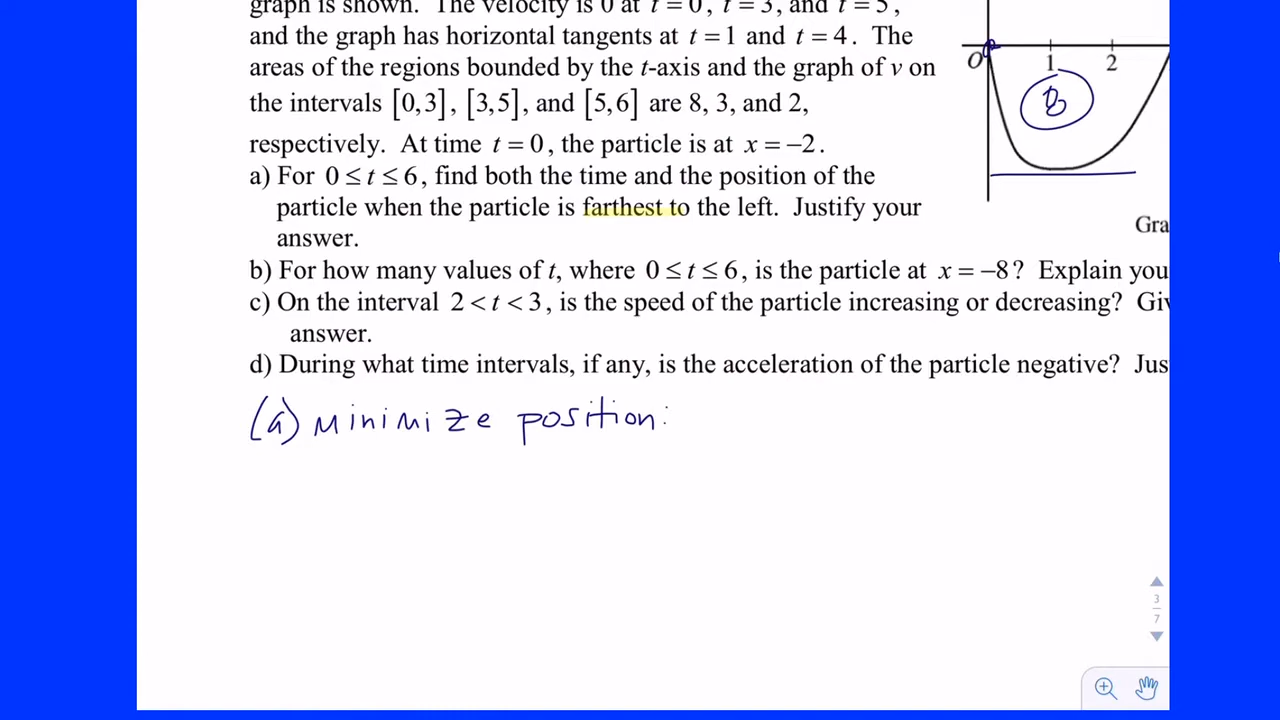 graph is shown. The velocity is 0 at t = 0, t = 3, and t = 5,
and the graph has horizontal tangents at t = 1 and t = 4. The
areas of the regions bounded by the t-axis and the graph of v on
the intervals [0,3], [3,5], and [5,6] are 8, 3, and 2,
respectively. At time t = 0, the particle is at x = −2.
a) For 0 ≤ t ≤ 6, find both the time and the position of the
particle when the particle is farthest to the left. Justify your
answer.
b) For how many values of t, where 0 ≤ t ≤ 6, is the particle at x = −8? Explain you
c) On the interval 2 < t < 3, is the speed of the particle increasing or decreasing? Giv
answer.
d) During what time intervals, if any, is the acceleration of the particle negative? Jus
(a) Minimize position:
O 1 2
8
Gra
3
7